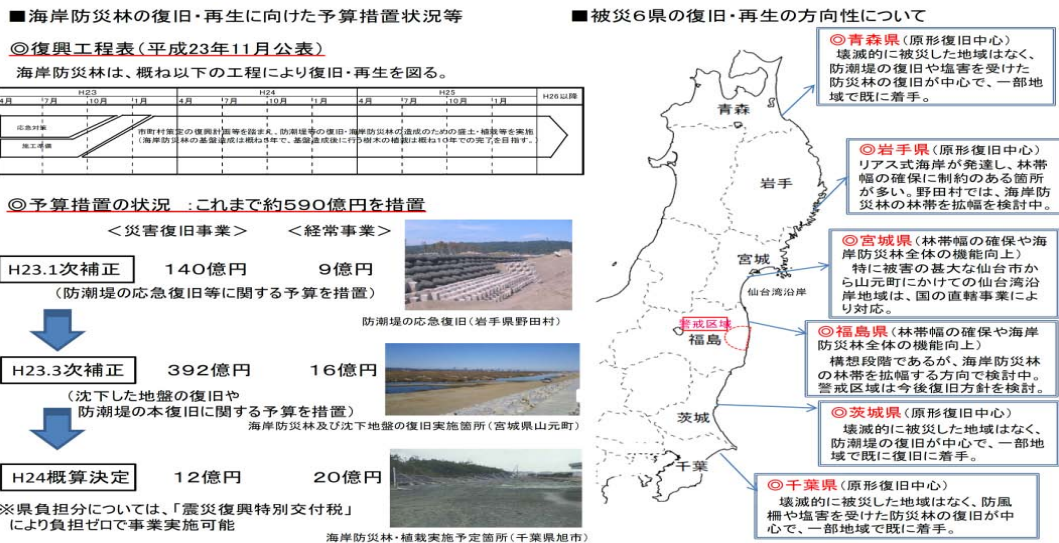 ■海岸防災林の復旧・再生に向けた予算措置状況等
◎復興工程表(平成23年11月公表)
海岸防災林は、概ね以下の工程により復旧・再生を図る。
H23
H24
H25
H26以降
4月 7月 10月 1月 4月 7月 10月 1月 4月 7月 10月 1月
応急対策
施工準備
市町村策定の復興計画等を踏まえ、防潮堤等の復旧・海岸防災林の造成のための盛土・植栽等を実施
(海岸防災林の基盤造成は概ね5年で、基盤造成後に行う樹木の植栽は概ね10年での完了を目指す。)
◎予算措置の状況 :これまで約590億円を措置
<災害復旧事業> <経常事業>
H23.1次補正 140億円 9億円
(防潮堤の応急復旧等に関する予算を措置)
防潮堤の応急復旧(岩手県野田村)
H23.3次補正 392億円 16億円
(沈下した地盤の復旧や
防潮堤の本復旧に関する予算を措置)
海岸防災林及び沈下地盤の復旧実施箇所(宮城県山元町)
H24概算決定 12億円 20億円
※県負担分については、「震災復興特別交付税」
により負担ゼロで事業実施可能
海岸防災林・植栽実施予定箇所(千葉県旭市)
■被災6県の復旧・再生の方向性について
青森
岩手
宮城
仙台湾沿岸
警戒区域
福島
茨城
千葉
◎青森県(原形復旧中心)
壊滅的に被災した地域はなく、
防潮堤の復旧や塩害を受けた
防災林の復旧が中心で、一部地
域で既に着手。
◎岩手県(原形復旧中心)
リアス式海岸が発達し、林帯
幅の確保に制約のある箇所
が多い。野田村では、海岸防
災林の林帯を拡幅を検討中。
◎宮城県(林帯幅の確保や海
岸防災林全体の機能向上)
特に被害の甚大な仙台市か
ら山元町にかけての仙台湾沿
岸地域は、国の直轄事業によ
り対応。
◎福島県(林帯幅の確保や海岸
防災林全体の機能向上)
構想段階であるが、海岸防災林
の林帯を拡幅する方向で検討中。
警戒区域は今後復旧方針を検討。
◎茨城県(原形復旧中心)
壊滅的に被災した地域はなく、
防潮堤の復旧が中心で、一部地
域で既に復旧に着手。
◎千葉県(原形復旧中心)
壊滅的に被災した地域はなく、防風
柵や塩害を受けた防災林の復旧が中
心で、一部地域で既に着手。